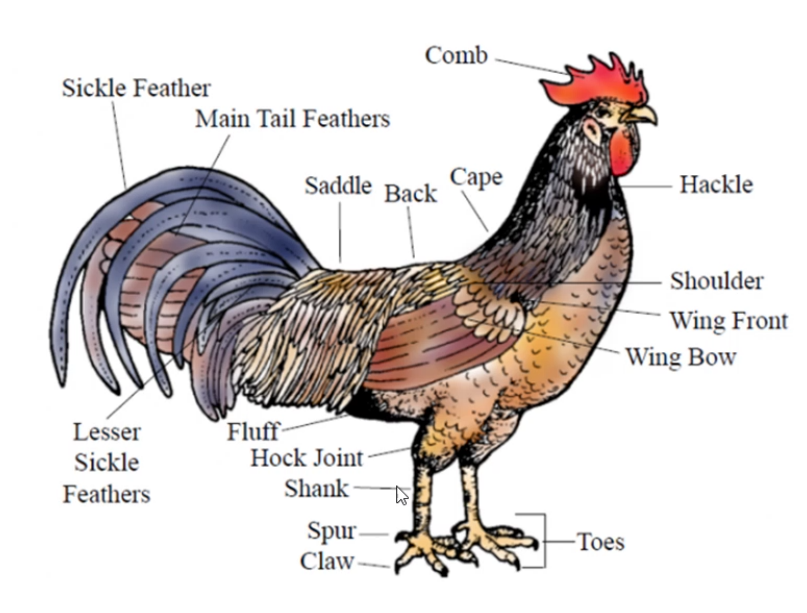 Comb
Sickle Feather
Main Tail Feathers
Saddle
Back
Cape
Hackle
Shoulder
Wing Front
Wing Bow
Lesser
Sickle
Feathers
Fluff
Hock Joint
Shank
Spur
Claw
Toes